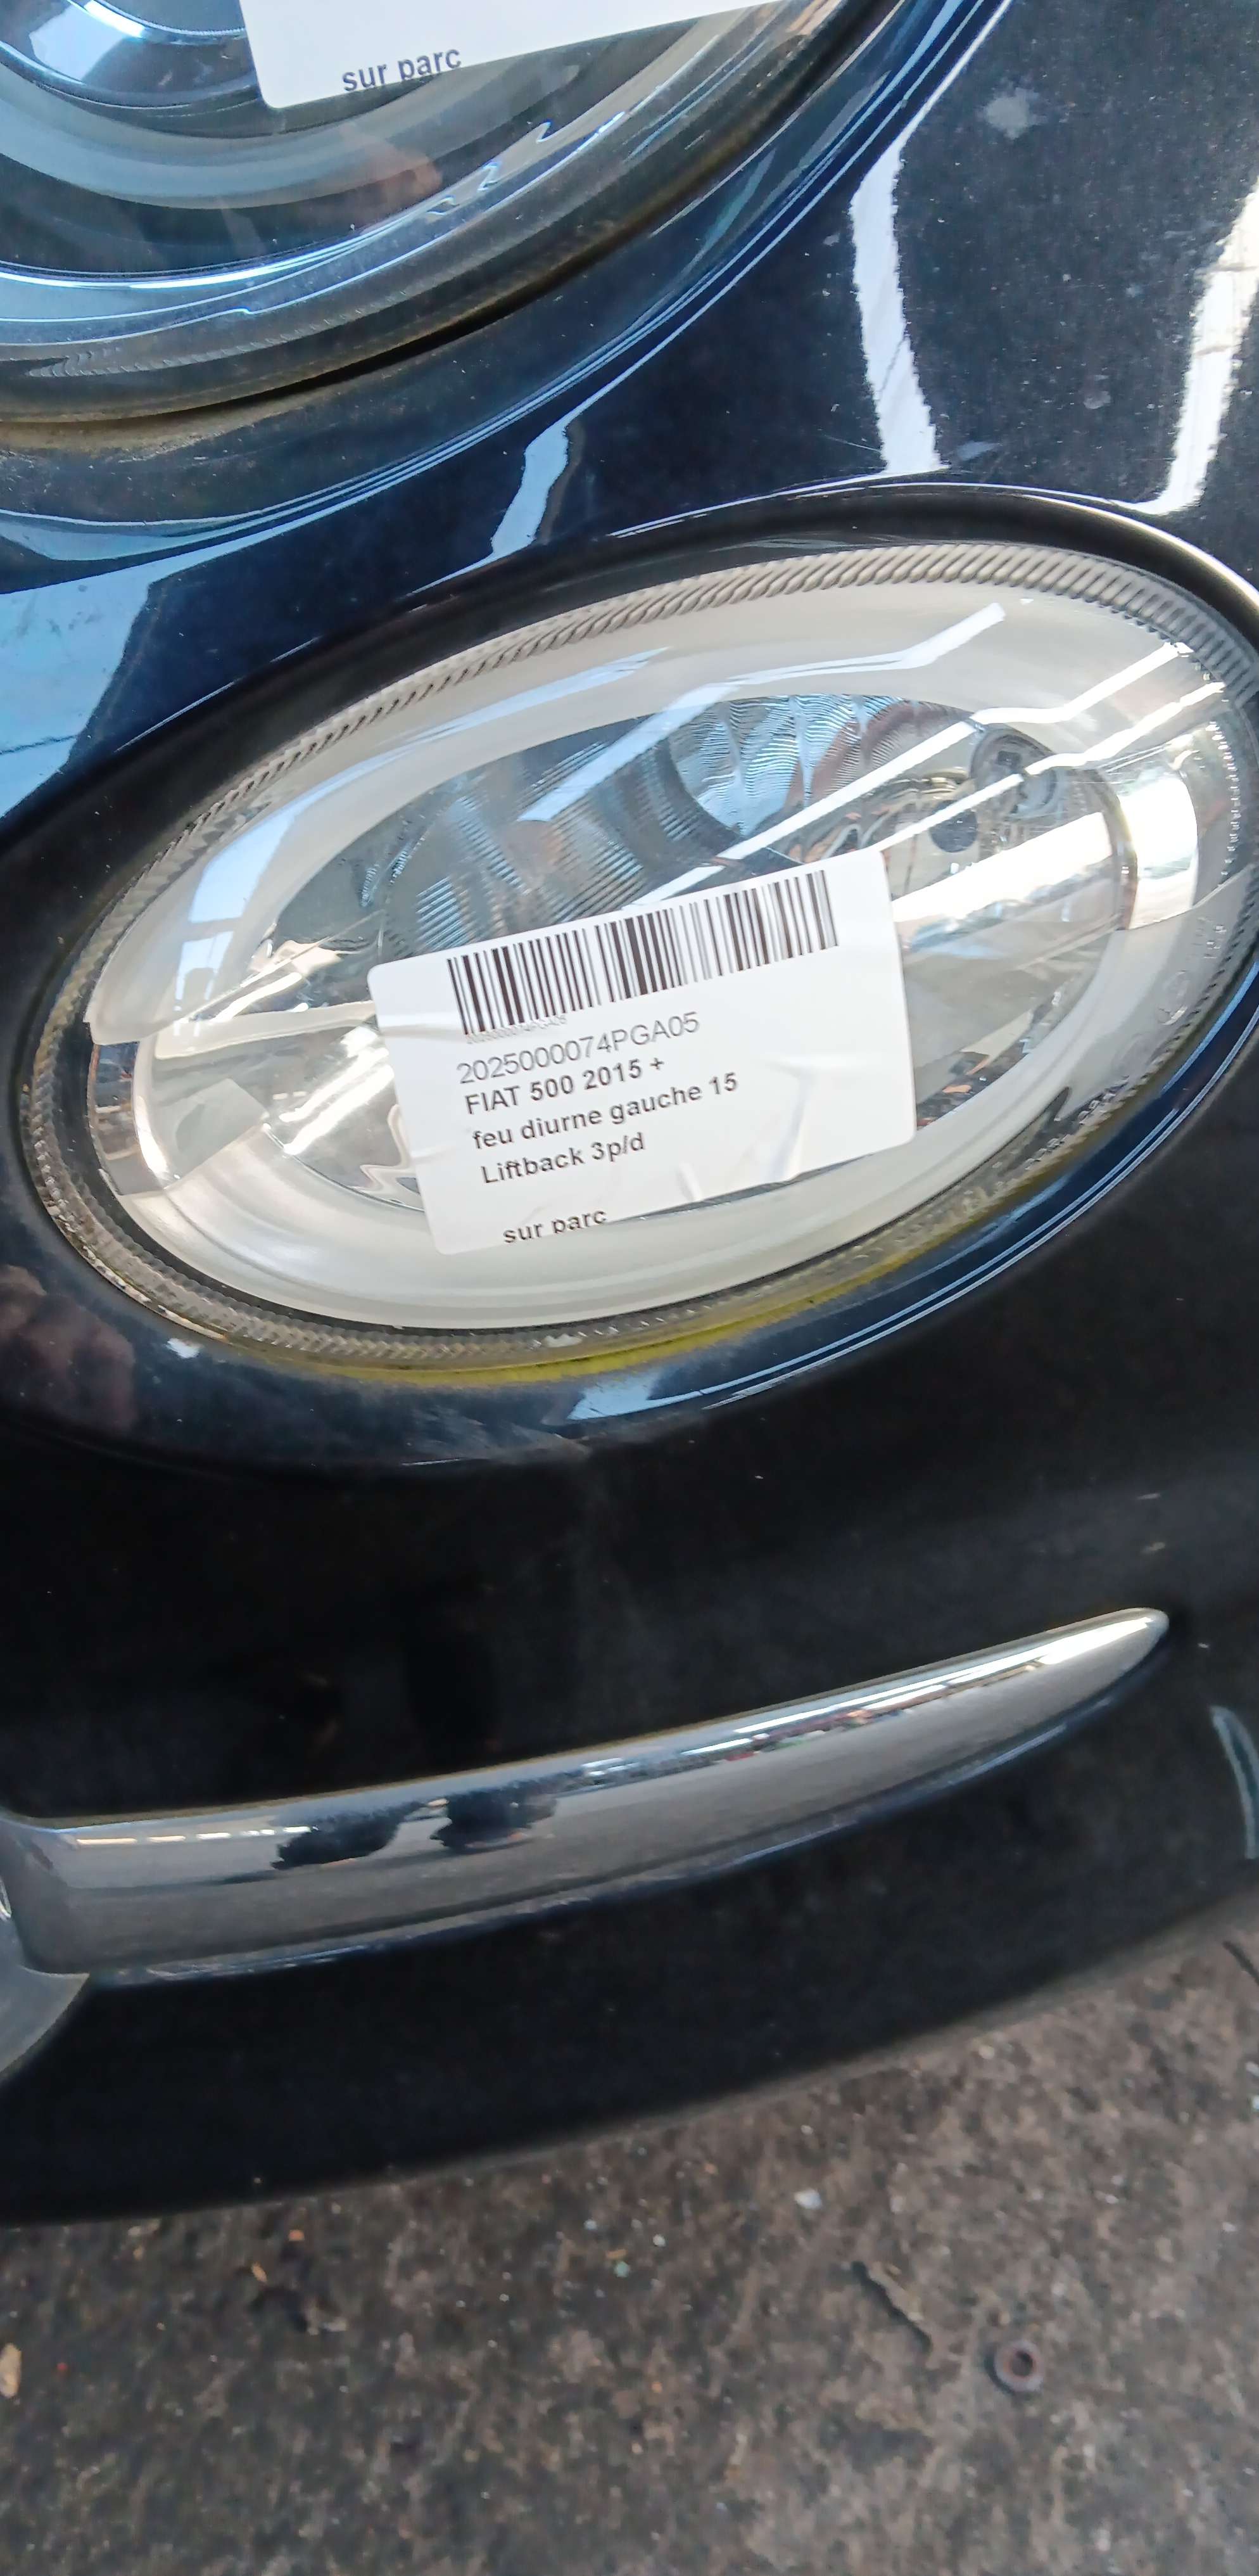 sur parc
2025000074PGA05
FIAT 500 2015 +
feu diurne gauche 15
Liftback 3p/d
sur parc